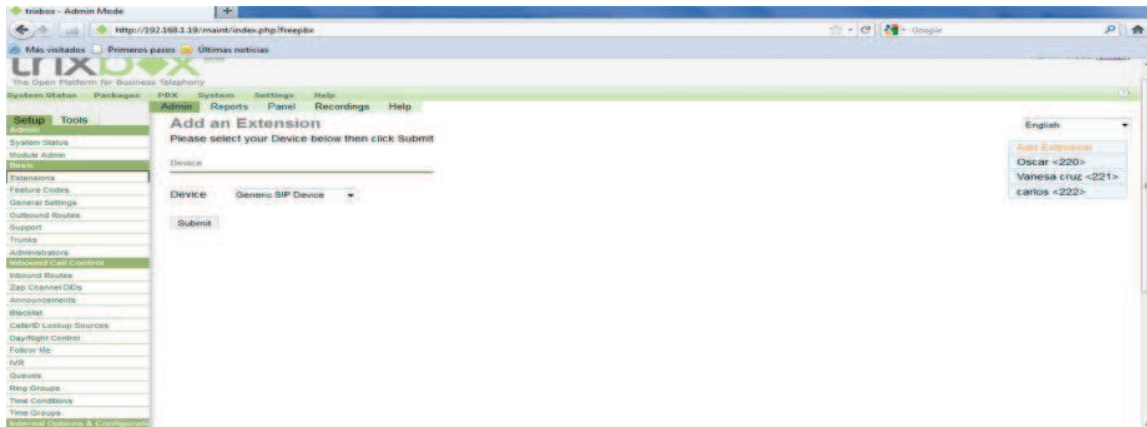 trixbox - Admin Mode
http://192.168.1.19/maint/index.php?freepbx
Google
Más visitados Primeros pasos Últimas noticias
trixbox
The Open Platform for Business Telephony
System Status Packages PBX System Settings Help
Admin Reports Panel Recordings Help
Setup Tools
Admin
System Status
Module Admin
Basic
Extensions
Feature Codes
General Settings
Outbound Routes
Support
Trunks
Administrators
Inbound Call Control
Inbound Routes
Zap Channel DIDs
Announcements
Blacklist
CallerID Lookup Sources
Day/Night Control
Follow Me
IVR
Queues
Ring Groups
Time Conditions
Time Groups
Internal Options & Configurati
Add an Extension
Please select your Device below then click Submit
Device
Device Generic SIP Device
Submit
English
Add Extension
Oscar <220>
Vanesa cruz <221>
carlos <222>